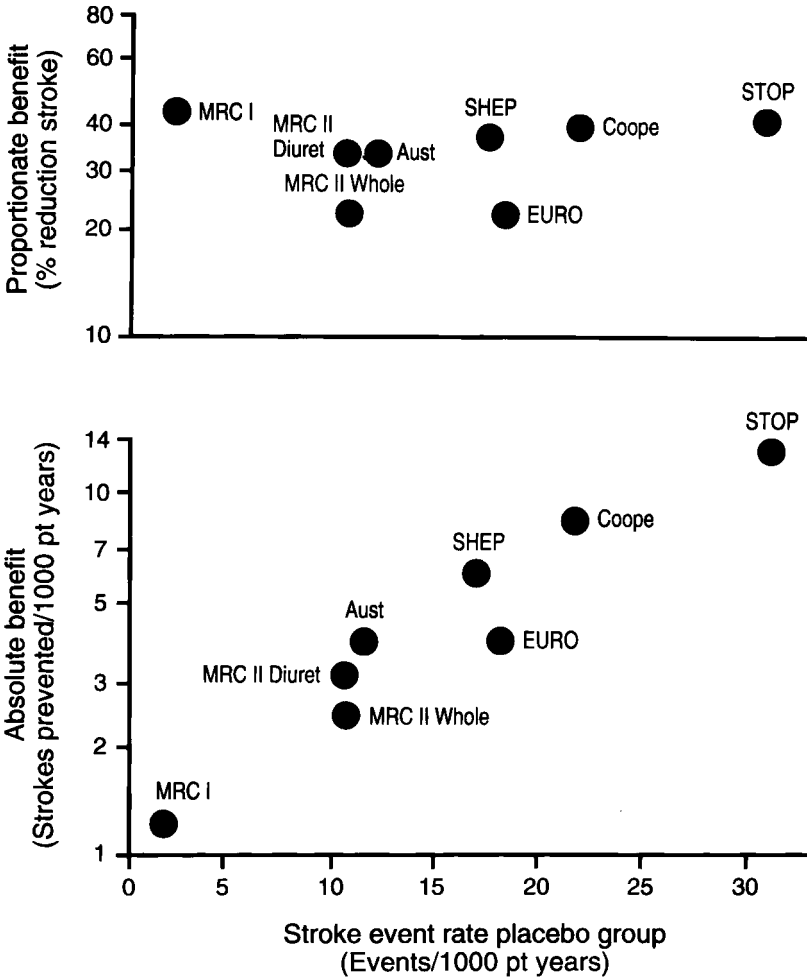 Proportionate benefit
(% reduction stroke)
80
60
40
30
20
10
MRC I
MRC II
Diuret
Aust
MRC II Whole
SHEP
EURO
Coope
STOP
Absolute benefit
(Strokes prevented/1000 pt years)
14
10
7
5
3
2
1
STOP
Coope
SHEP
EURO
Aust
MRC II Diuret
MRC II Whole
MRC I
0 5 10 15 20 25 30
Stroke event rate placebo group
(Events/1000 pt years)